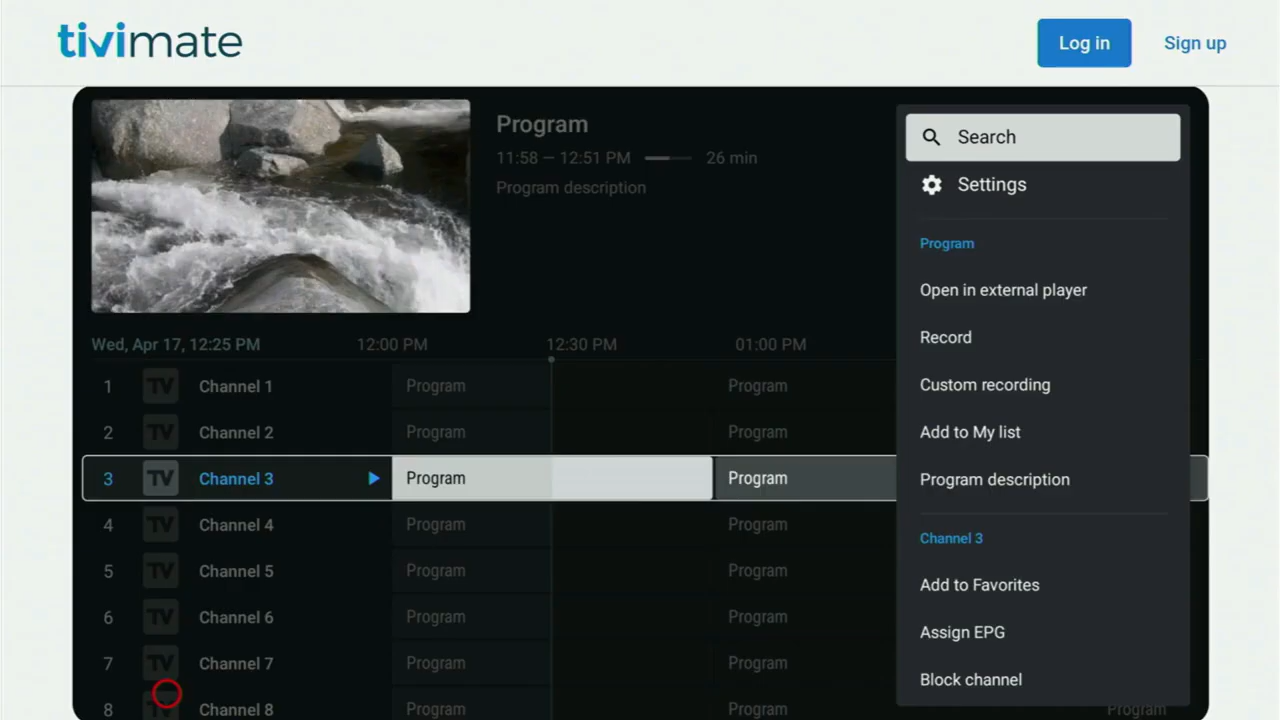 tivimate
Log in
Sign up
Program
11:58 — 12:51 PM
26 min
Program description
Wed, Apr 17, 12:25 PM
12:00 PM
12:30 PM
01:00 PM
1 TV Channel 1 Program Program
2 TV Channel 2 Program Program
3 TV Channel 3 Program Program
4 TV Channel 4 Program Program
5 TV Channel 5 Program Program
6 TV Channel 6 Program Program
7 TV Channel 7 Program Program
8 TV Channel 8 Program Program Program
Search
Settings
Program
Open in external player
Record
Custom recording
Add to My list
Program description
Channel 3
Add to Favorites
Assign EPG
Block channel